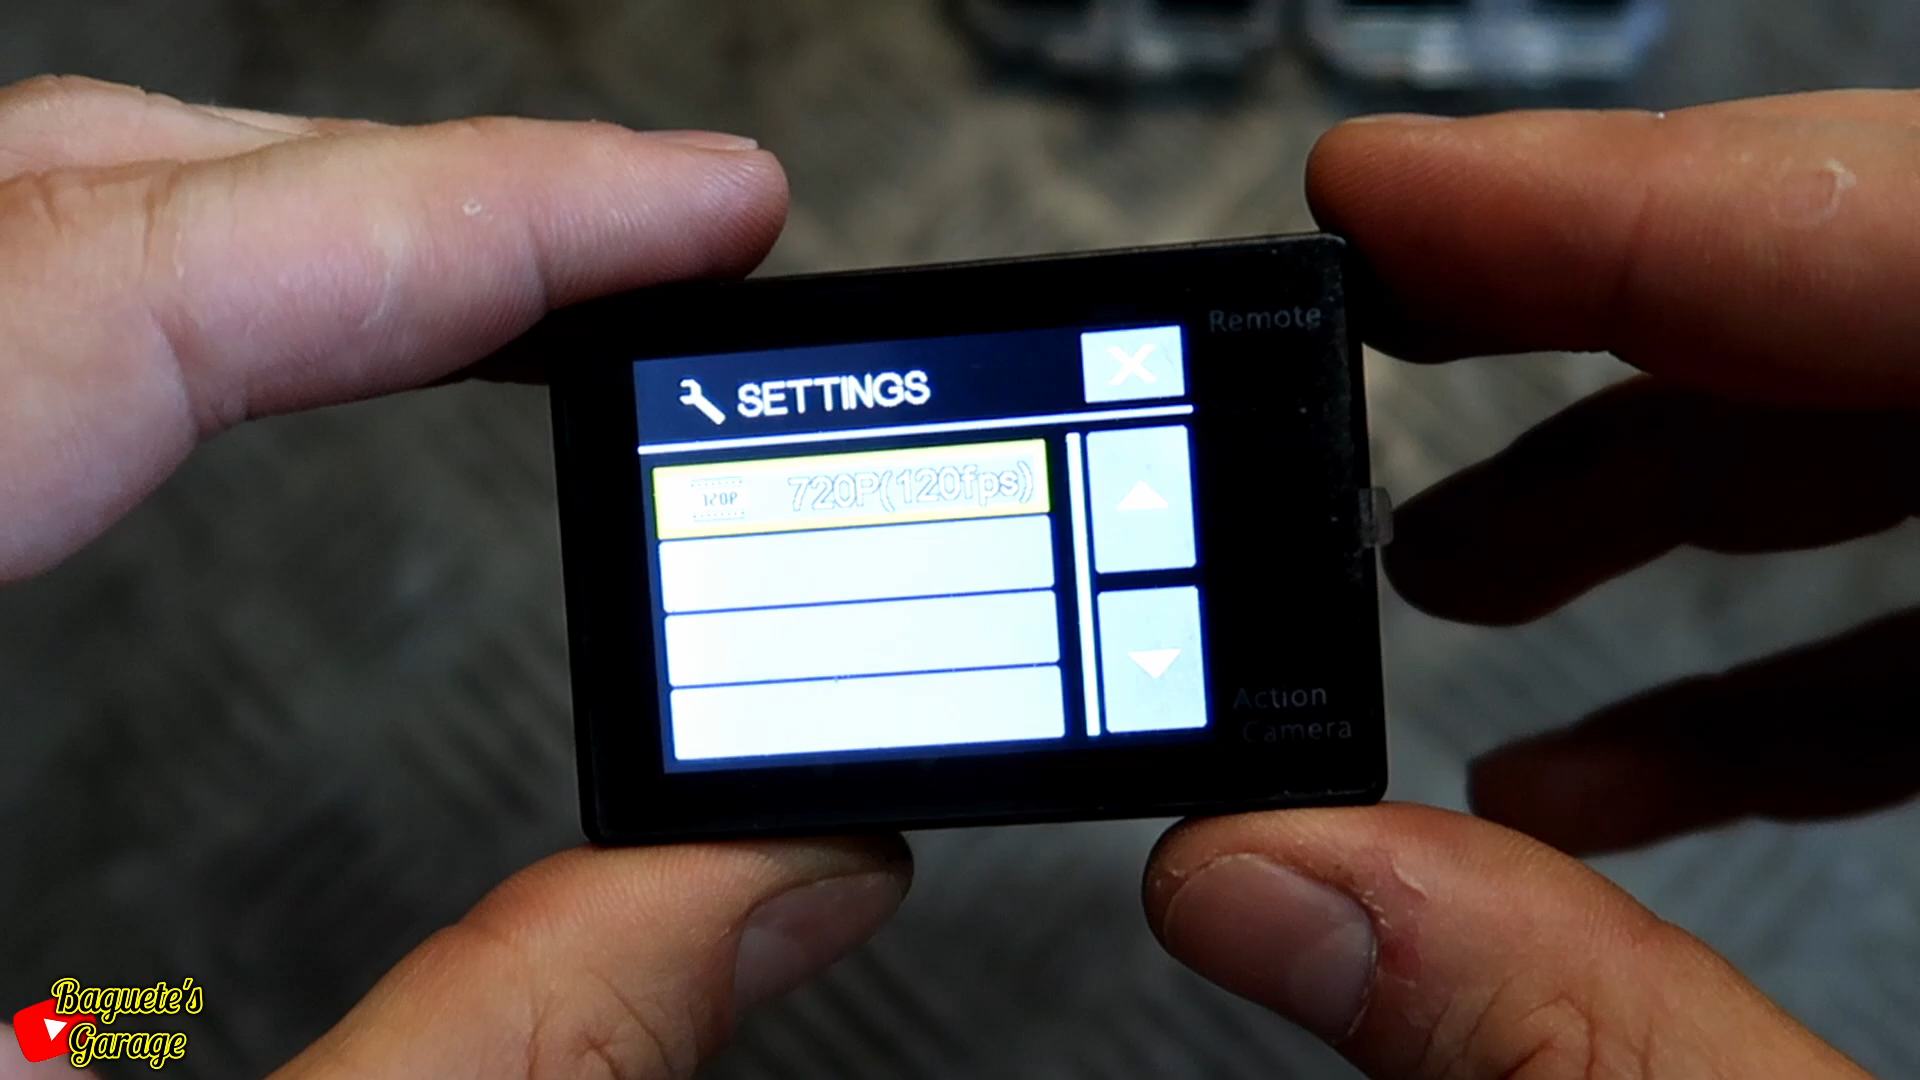 Remote
SETTINGS
720P
720P(120fps)
Action
Camera
Baguete's
Garage